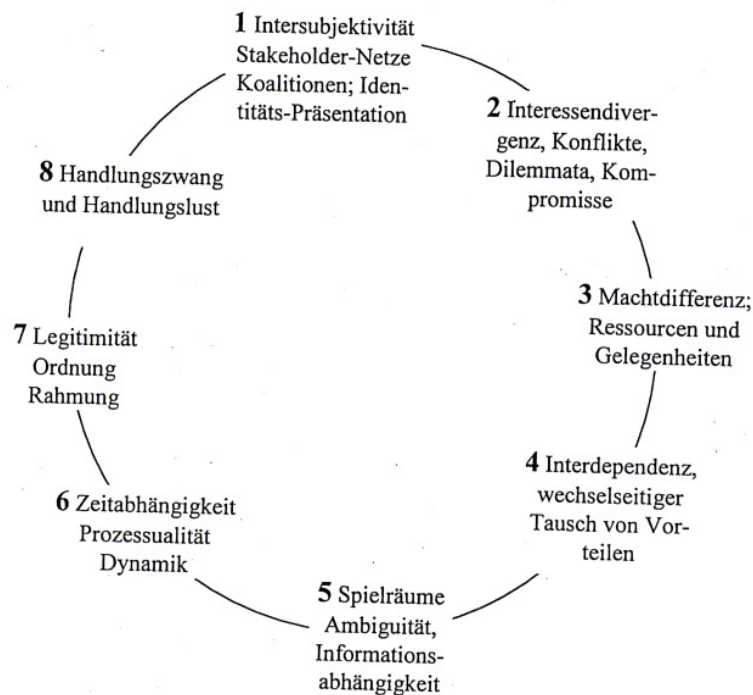 1 Intersubjektivität
Stakeholder-Netze
Koalitionen; Iden-
titäts-Präsentation
2 Interessendiver-
genz, Konflikte,
Dilemmata, Kom-
promisse
3 Machtdifferenz;
Ressourcen und
Gelegenheiten
4 Interdependenz,
wechselseitiger
Tausch von Vor-
teilen
5 Spielräume
Ambiguität,
Informations-
abhängigkeit
6 Zeitabhängigkeit
Prozessualität
Dynamik
7 Legitimität
Ordnung
Rahmung
8 Handlungszwang
und Handlungslust